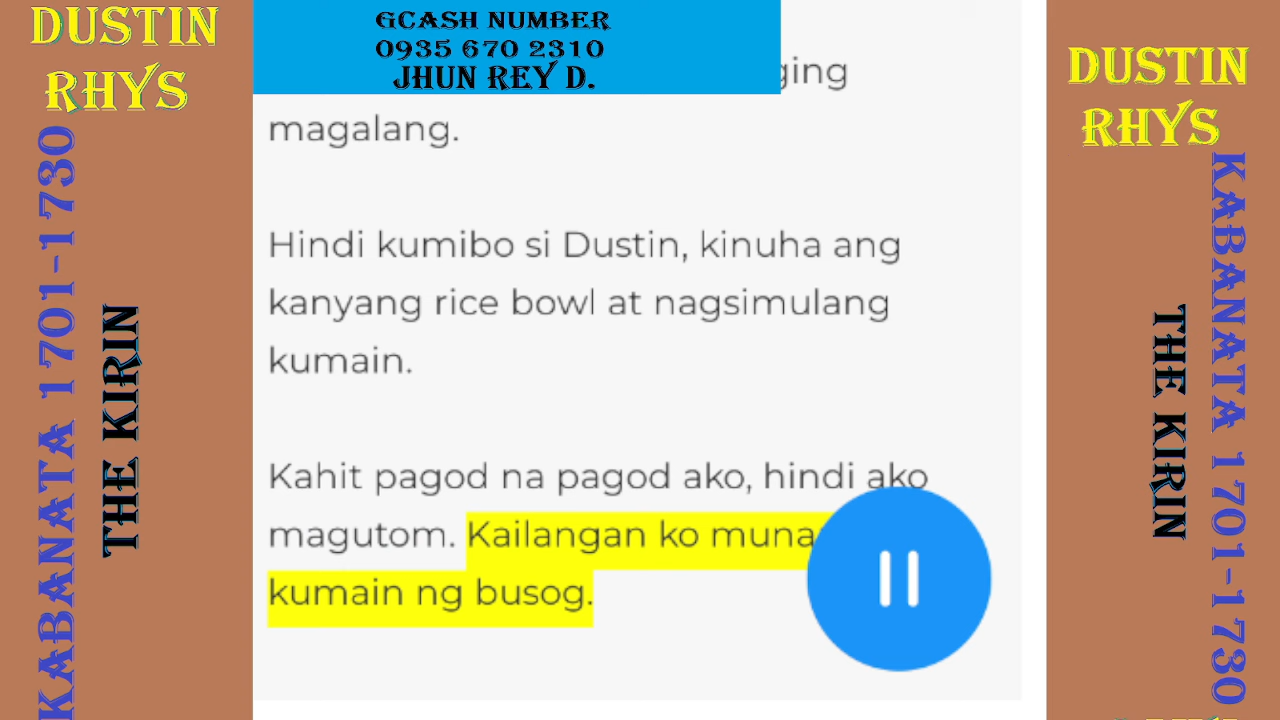 DUSTIN
RHYS
KABANATA 1701-1730
THE KIRIN
GCASH NUMBER
0935 670 2310
JHUN REY D.
magalang.
Hindi kumibo si Dustin, kinuha ang
kanyang rice bowl at nagsimulang
kumain.
Kahit pagod na pagod ako, hindi ako
magutom. Kailangan ko muna
kumain ng busog.
DUSTIN
RHYS
KABANATA 1701-1730
THE KIRIN